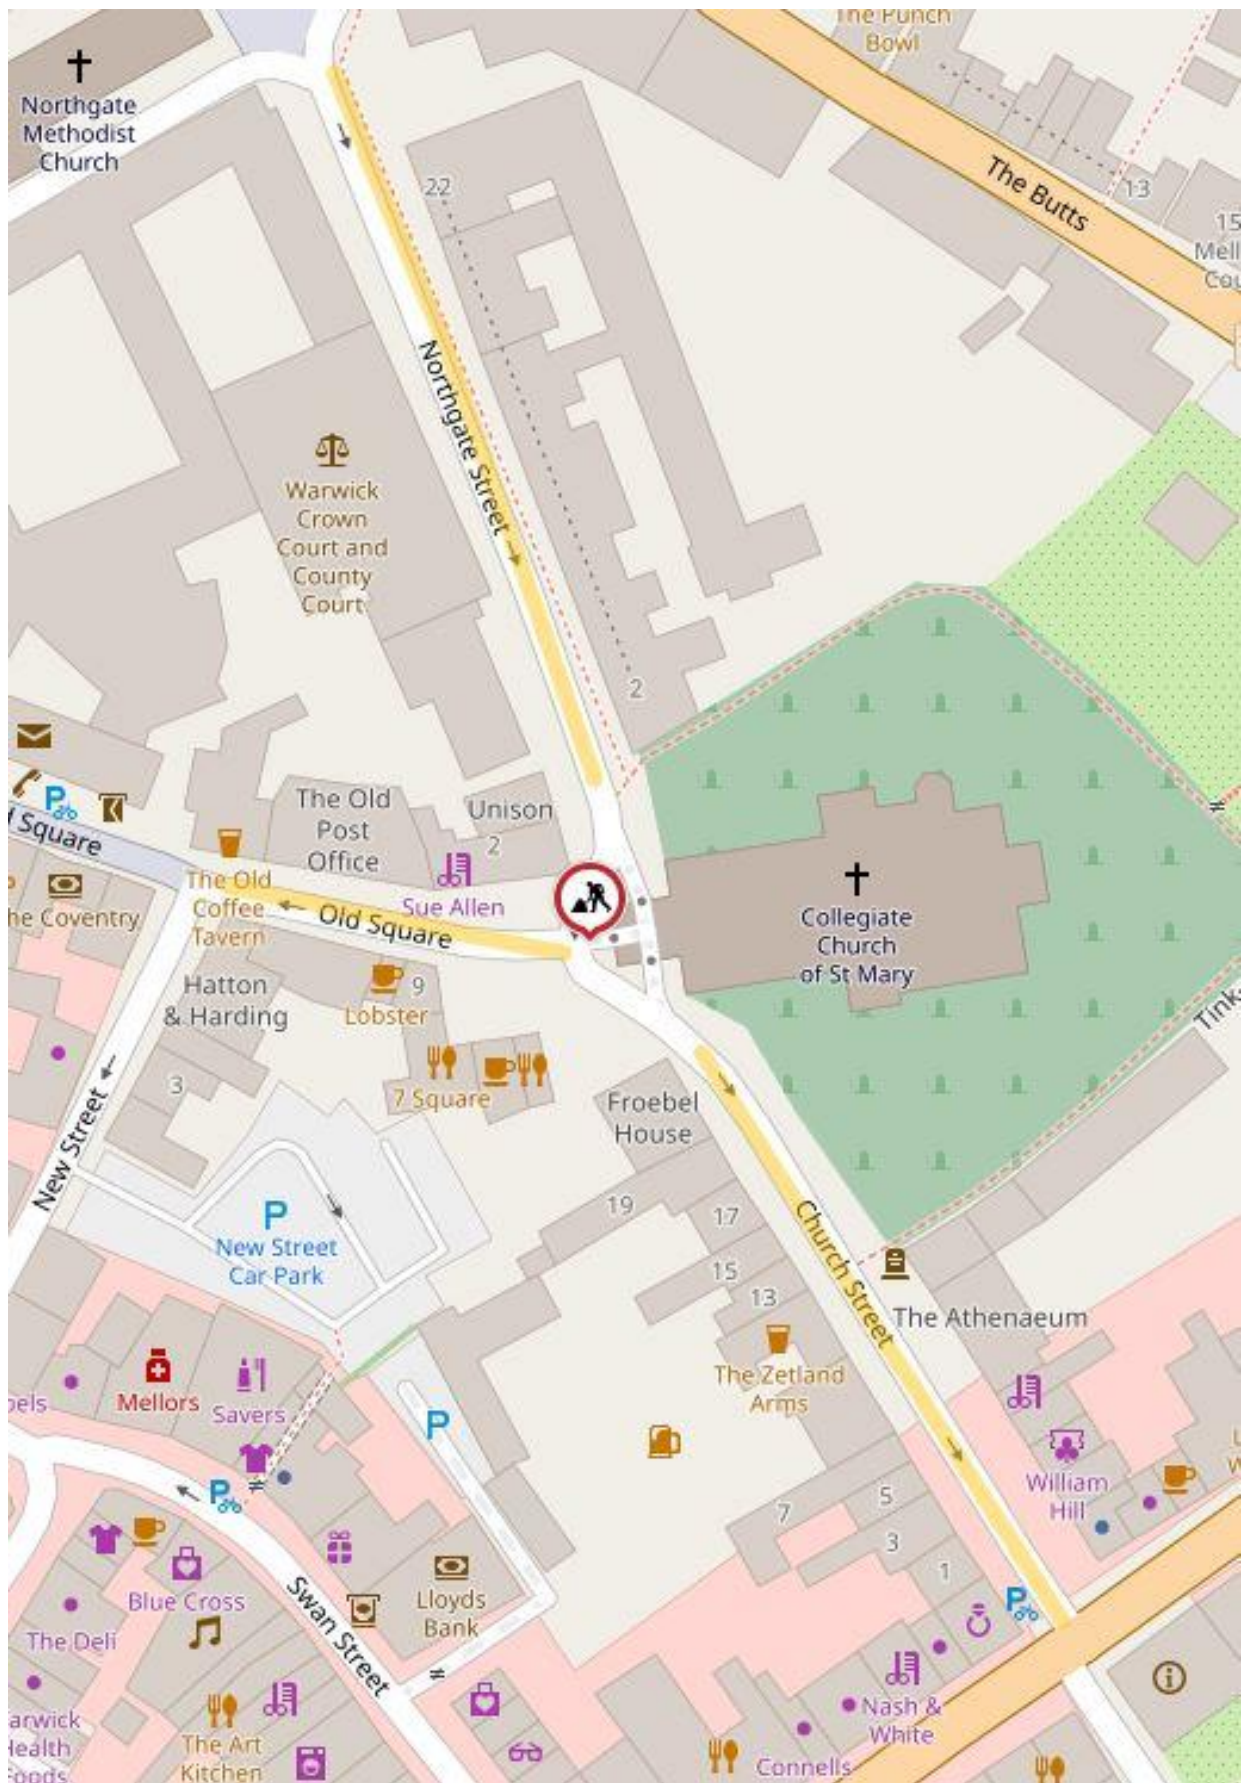 The Punch
Bowl
Northgate
Methodist
Church
The Butts
22
13
15
Northgate Street
Warwick
Crown
Court and
County
Court
2
The Old
Post
Office
Unison
2
Square
The Old
Coffee
Tavern
Sue Allen
Old Square
Coventry
Collegiate
Church
of St Mary
Hatton
& Harding
9
Lobster
3
7 Square
Froebel
House
New Street
19
17
P
New Street
Car Park
15
13
Church Street
The Athenaeum
The Zetland
Arms
Mellors
Savers
P
P
William
Hill
7
5
3
1
Blue Cross
Lloyds
Bank
Swan Street
P
The Deli
Nash &
White
The Art
Kitchen
Connells